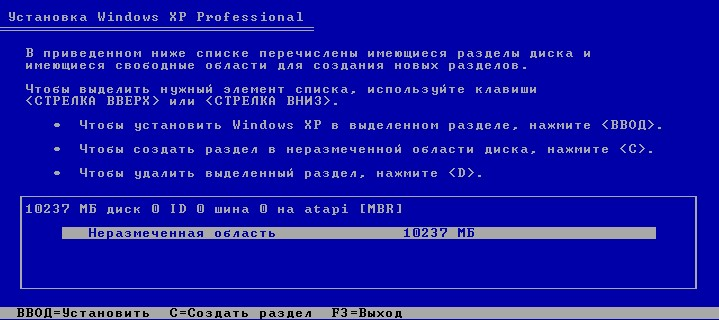 Установка Windows XP Professional
В приведенном ниже списке перечислены имеющиеся разделы диска и
имеющиеся свободные области для создания новых разделов.
Чтобы выделить нужный элемент списка, используйте клавиши
<СТРЕЛКА ВВЕРХ> или <СТРЕЛКА ВНИЗ>.
• Чтобы установить Windows XP в выделенном разделе, нажмите <ВВОД>.
• Чтобы создать раздел в неразмеченной области диска, нажмите <C>.
• Чтобы удалить выделенный раздел, нажмите <D>.
10237 МБ диск 0 ID 0 шина 0 на atapi [MBR]
Неразмеченная область 10237 МБ
ВВОД=Установить C=Создать раздел F3=Выход